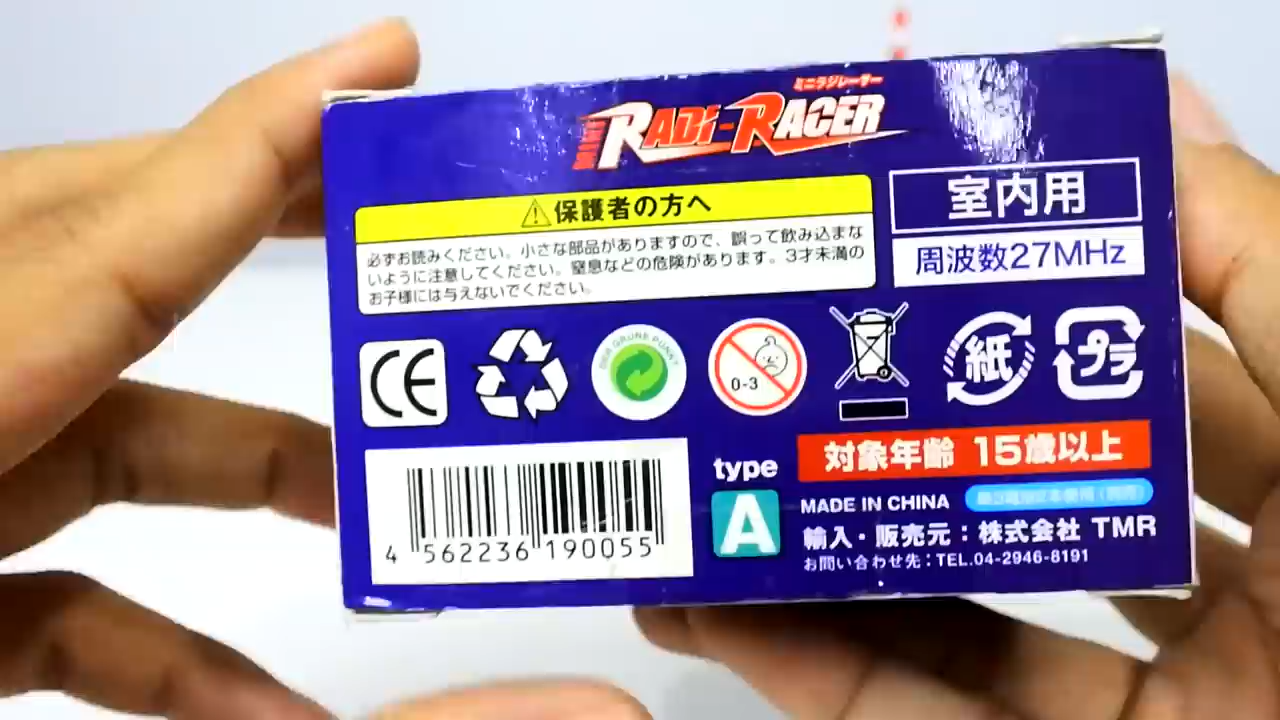 ミニラジレーサー
MINI RADI-RACER
⚠保護者の方へ
必ずお読みください。小さな部品がありますので、誤って飲み込まな
いように注意してください。窒息などの危険があります。3才未満の
お子様には与えないでください。
室内用
周波数27MHz
CE
DER GRÜNE PUNKT
0-3
紙
プラ
4 562236 190055
type
A
対象年齢 15歳以上
MADE IN CHINA
輸入・販売元：株式会社 TMR
お問い合わせ先：TEL.04-2946-8191